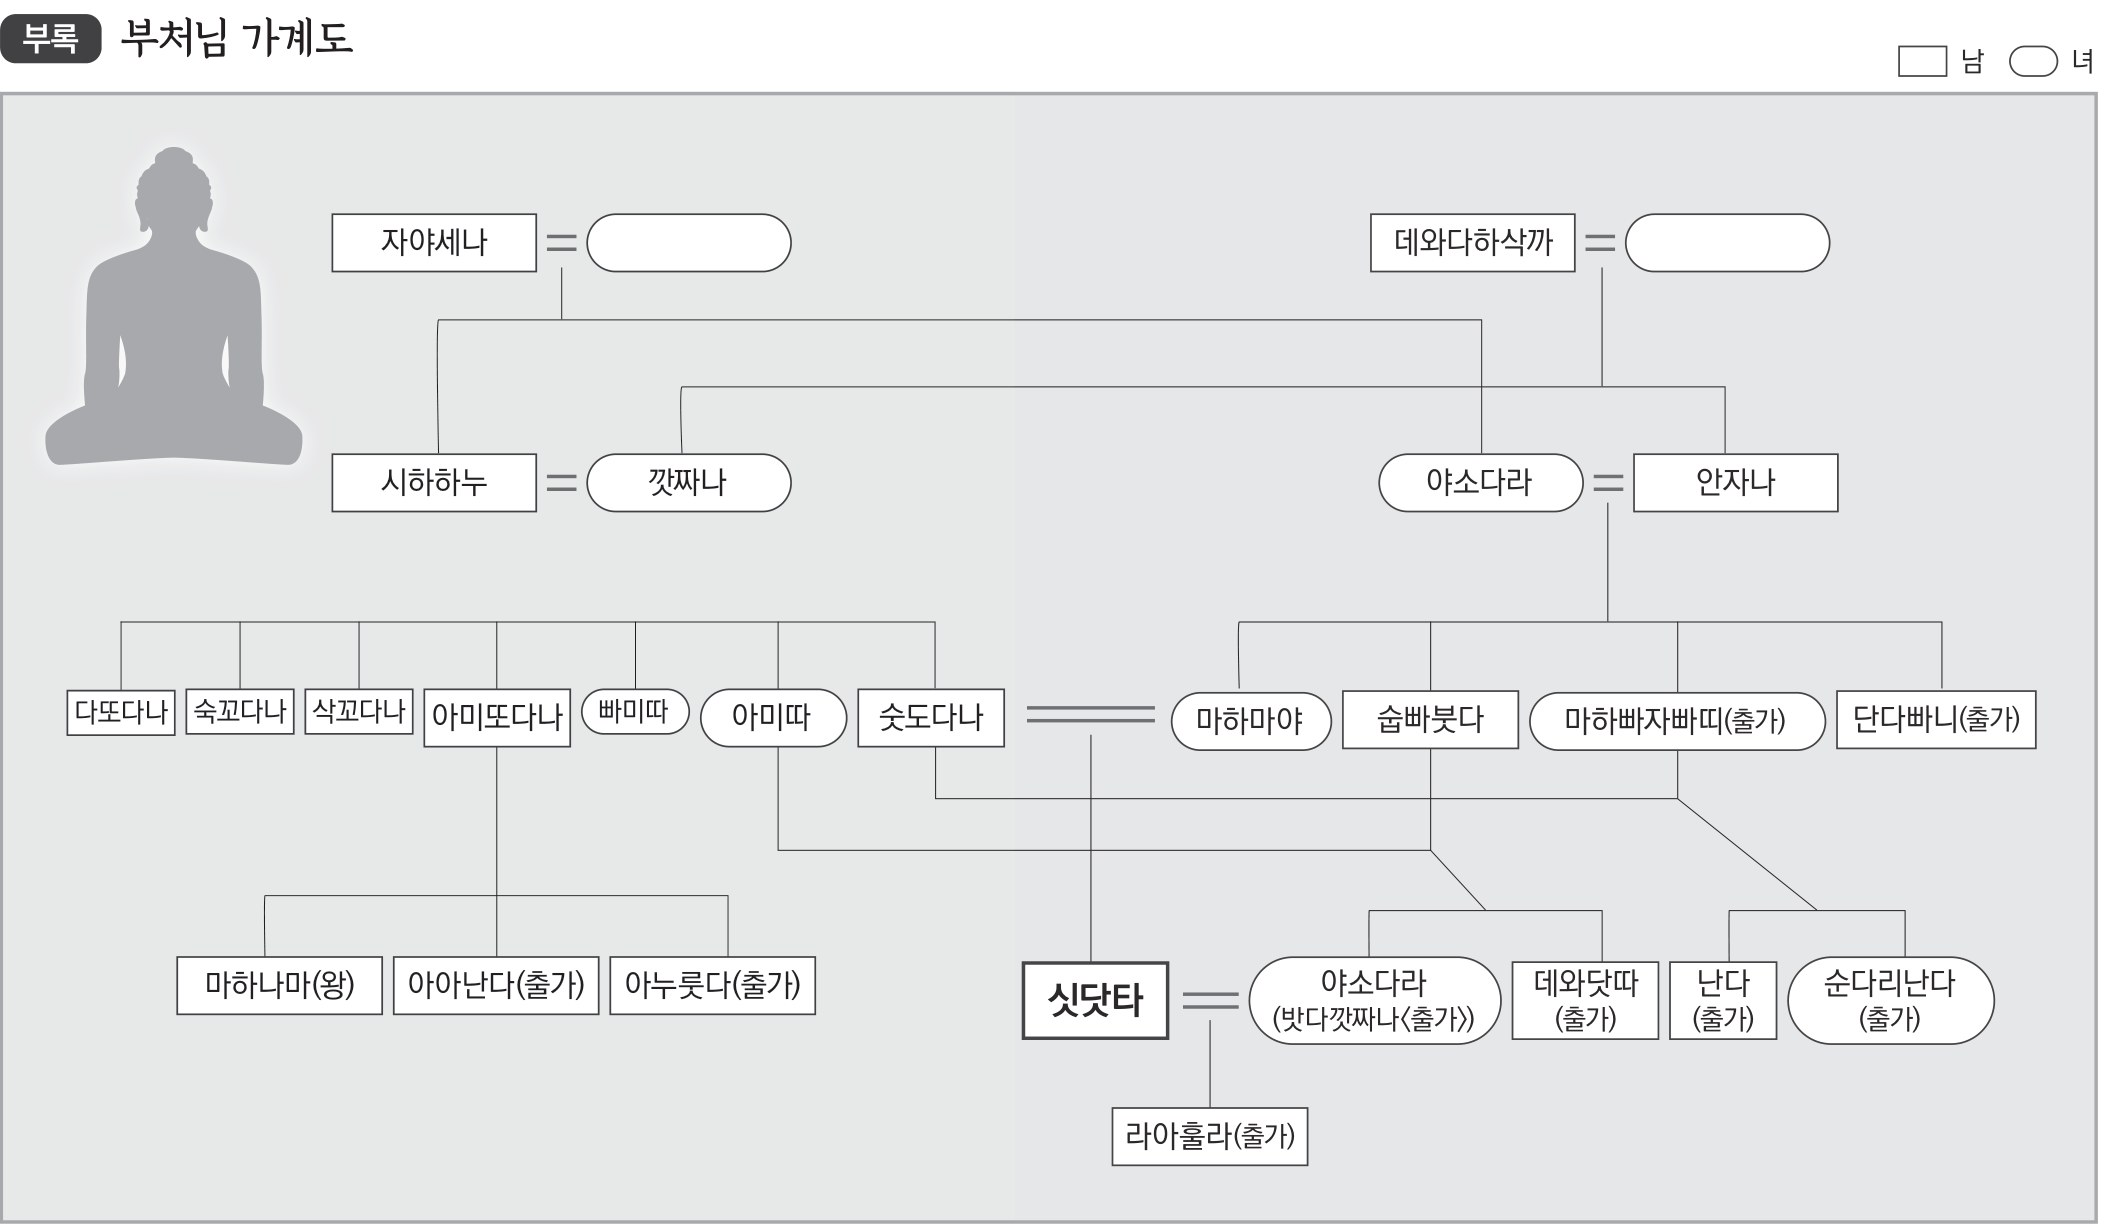 부록 부처님 가계도
남 녀
자야세나
데와다하삭까
시하하누
깟짜나
야소다라
안자나
다또다나
숙꼬다나
삭꼬다나
아미또다나
빠미따
아미따
숫도다나
마하마야
숩빠붓다
마하빠자빠띠(출가)
단다빠니(출가)
마하나마(왕)
아아난다(출가)
아누룻다(출가)
싯닷타
야소다라
(밧다깟짜나〈출가〉)
데와닷따
(출가)
난다
(출가)
순다리난다
(출가)
라아훌라(출가)